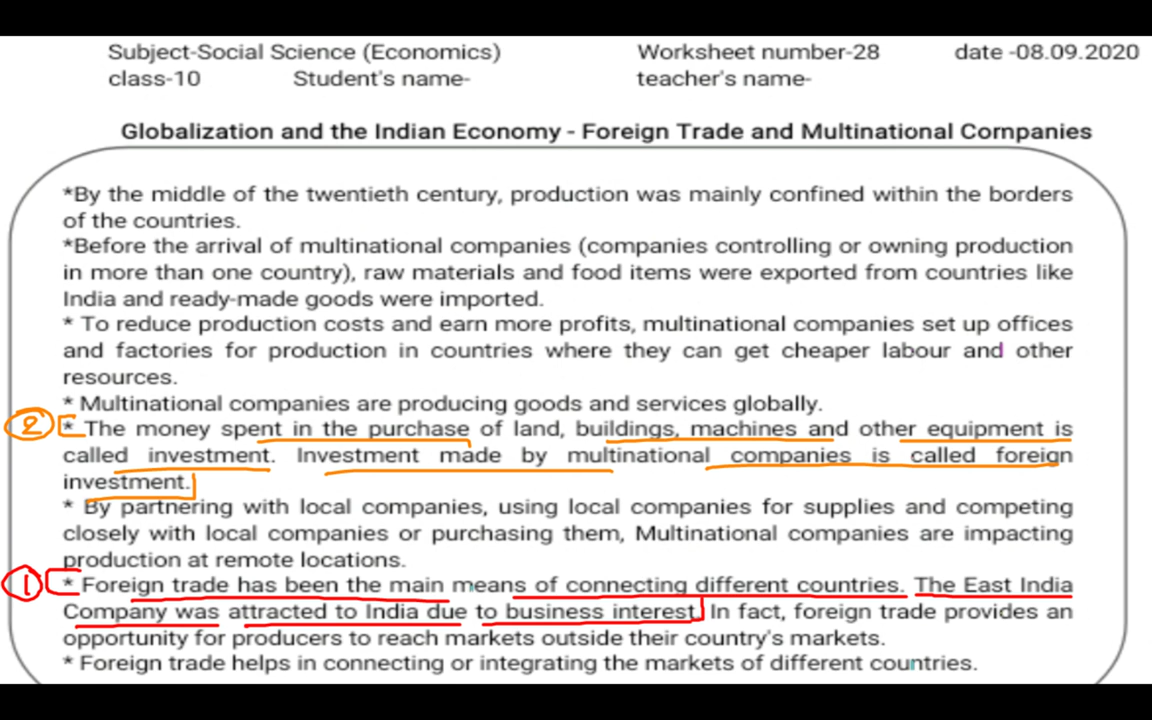 Subject-Social Science (Economics) Worksheet number-28 date -08.09.2020
class-10 Student's name- teacher's name-
Globalization and the Indian Economy - Foreign Trade and Multinational Companies
*By the middle of the twentieth century, production was mainly confined within the borders
of the countries.
*Before the arrival of multinational companies (companies controlling or owning production
in more than one country), raw materials and food items were exported from countries like
India and ready-made goods were imported.
* To reduce production costs and earn more profits, multinational companies set up offices
and factories for production in countries where they can get cheaper labour and other
resources.
* Multinational companies are producing goods and services globally.
2 * The money spent in the purchase of land, buildings, machines and other equipment is
called investment. Investment made by multinational companies is called foreign
investment.
* By partnering with local companies, using local companies for supplies and competing
closely with local companies or purchasing them, Multinational companies are impacting
production at remote locations.
1 * Foreign trade has been the main means of connecting different countries. The East India
Company was attracted to India due to business interest. In fact, foreign trade provides an
opportunity for producers to reach markets outside their country's markets.
* Foreign trade helps in connecting or integrating the markets of different countries.